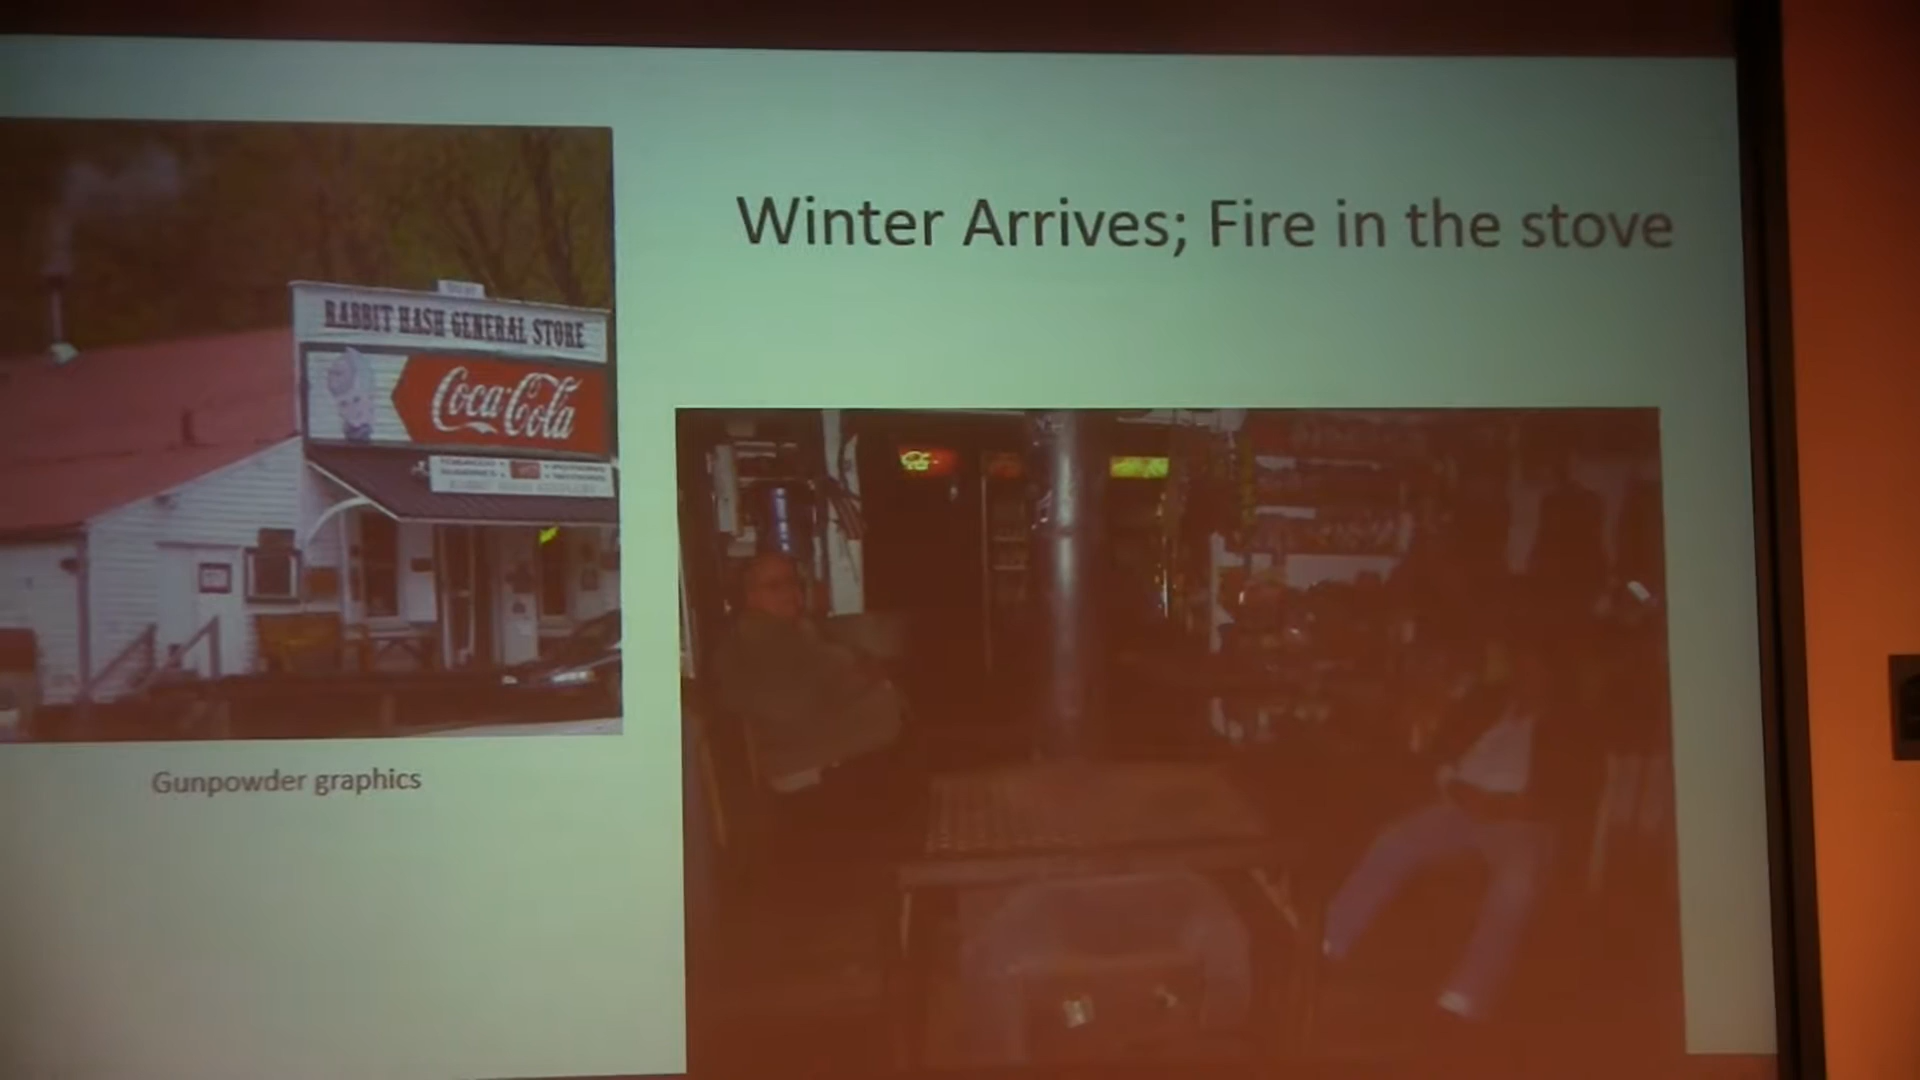 Winter Arrives; Fire in the stove
RABBIT HASH GENERAL STORE
Coca-Cola
Gunpowder graphics